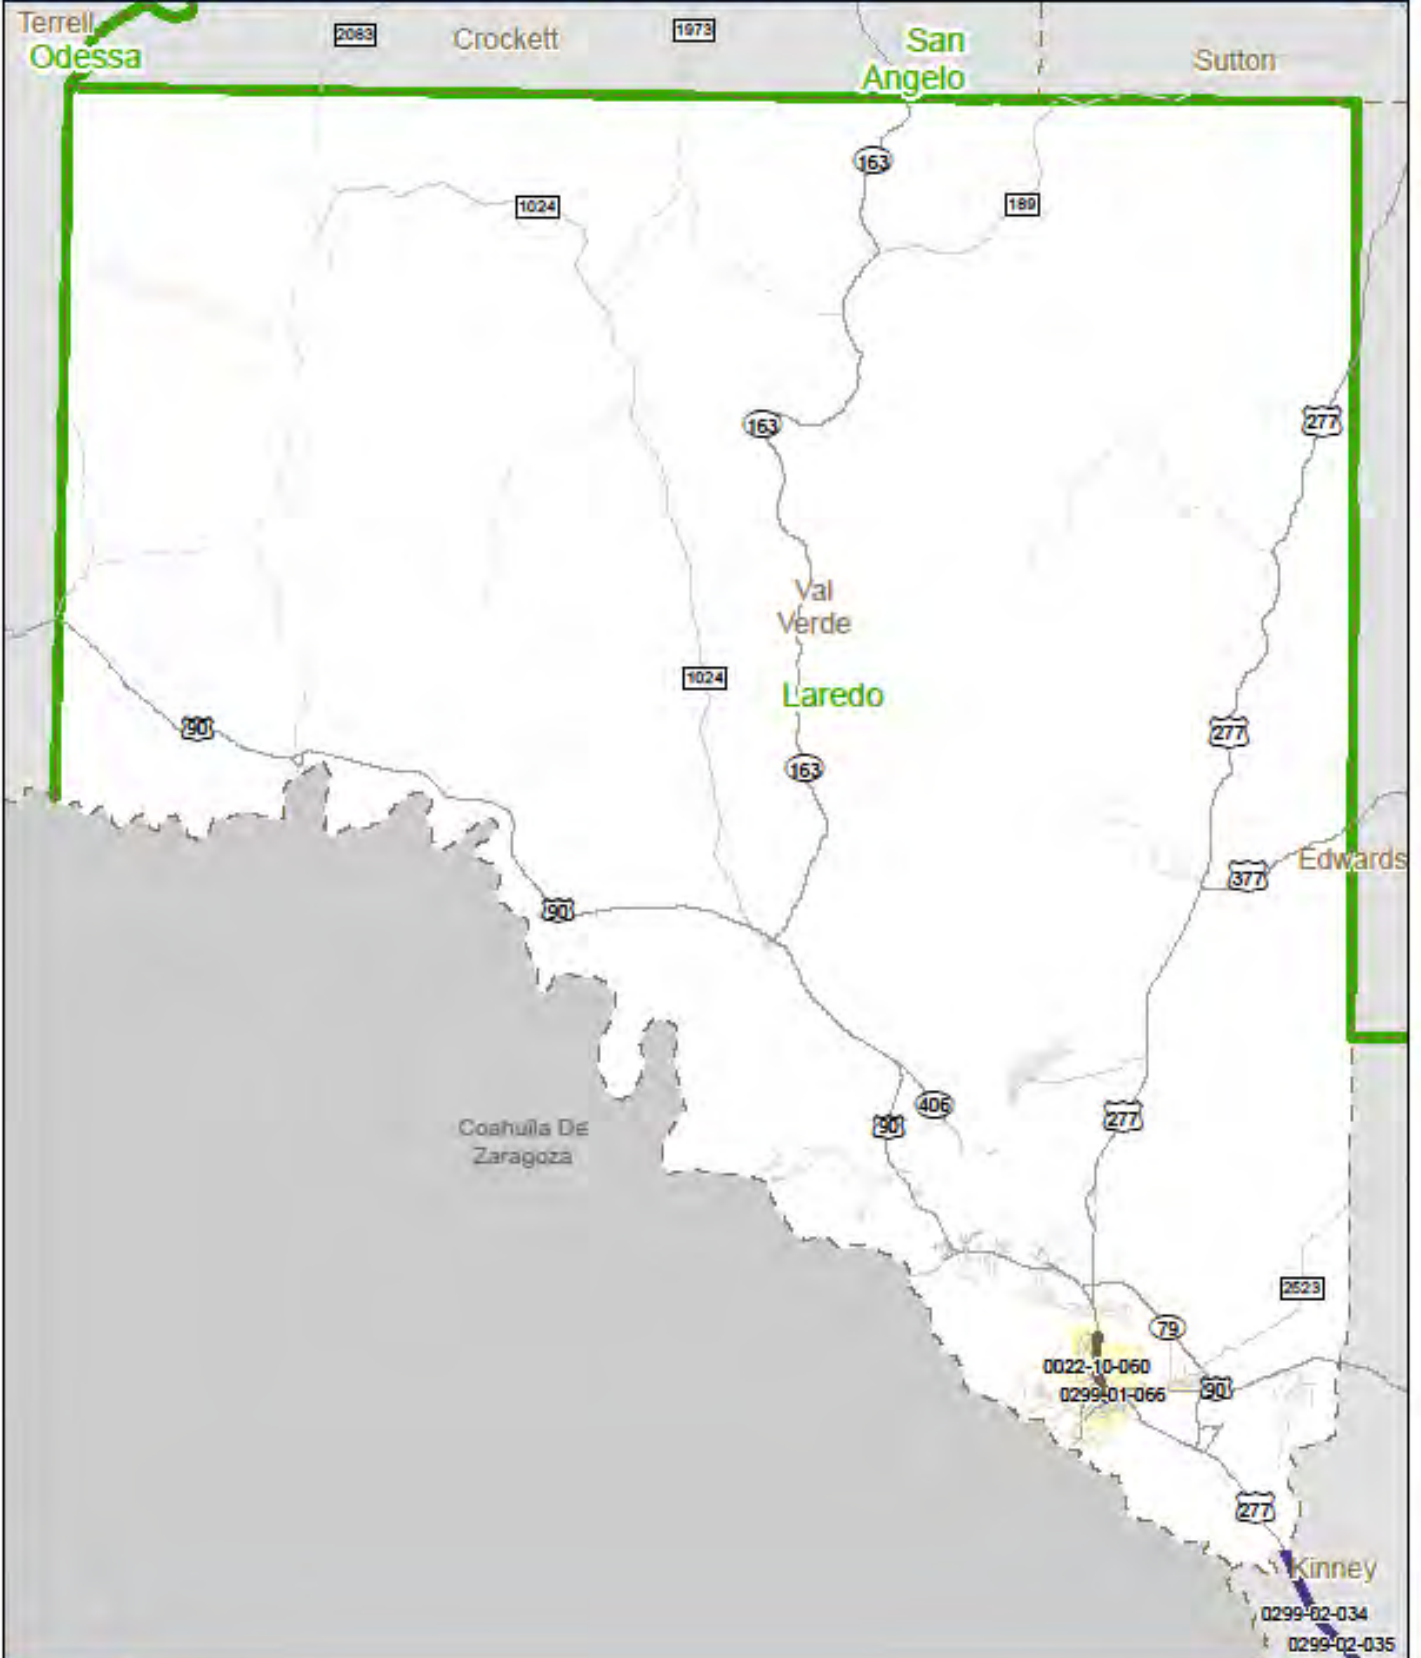 Terrell
Odessa
2083
Crockett
1973
San
Angelo
Sutton
163
1024
189
163
277
Val
Verde
1024
Laredo
90
277
163
Edwards
377
90
406
90
277
Coahuila De
Zaragoza
2523
79
0022-10-060
90
0299-01-066
277
Kinney
0299-02-034
0299-02-035